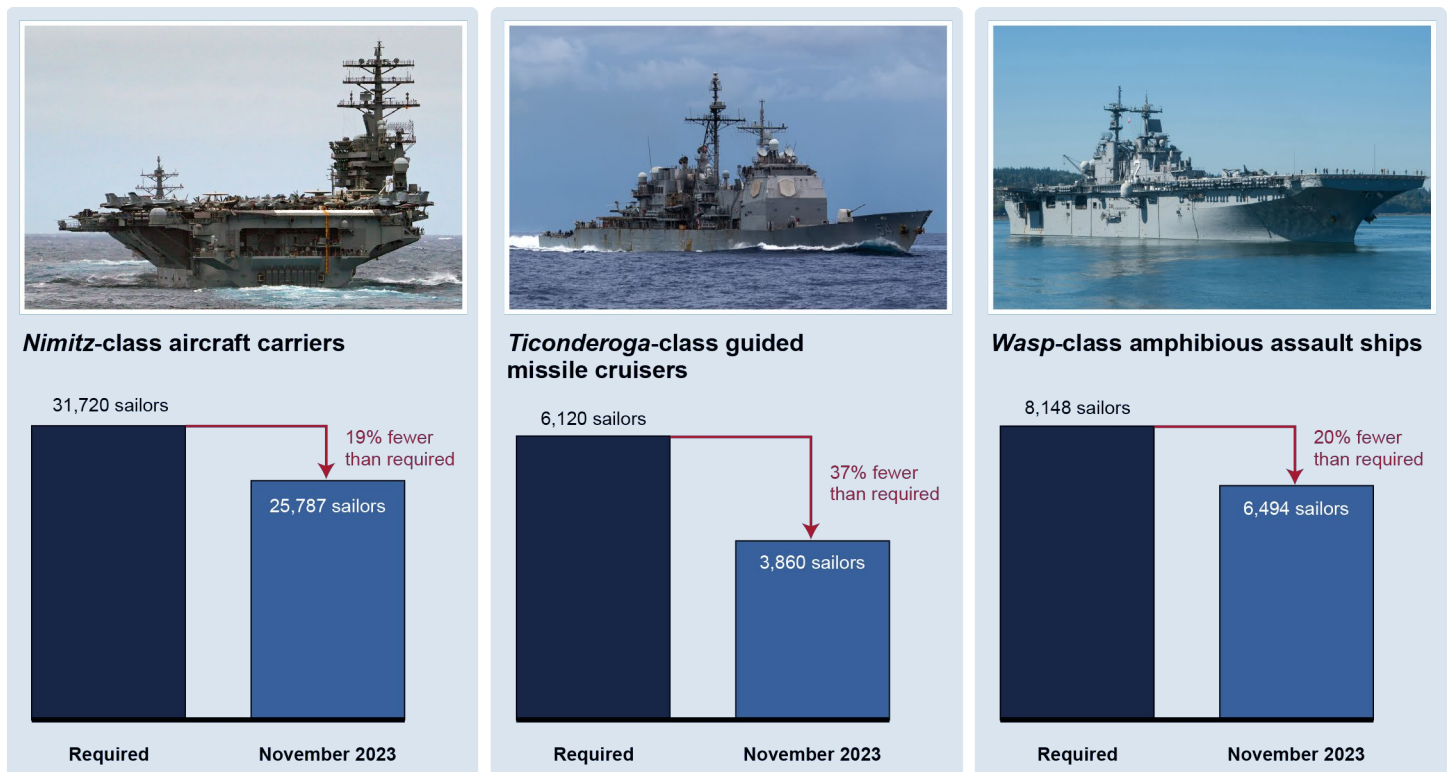 Nimitz-class aircraft carriers
31,720 sailors
19% fewer
than required
25,787 sailors
Required
November 2023
Ticonderoga-class guided
missile cruisers
6,120 sailors
37% fewer
than required
3,860 sailors
Required
November 2023
Wasp-class amphibious assault ships
8,148 sailors
20% fewer
than required
6,494 sailors
Required
November 2023